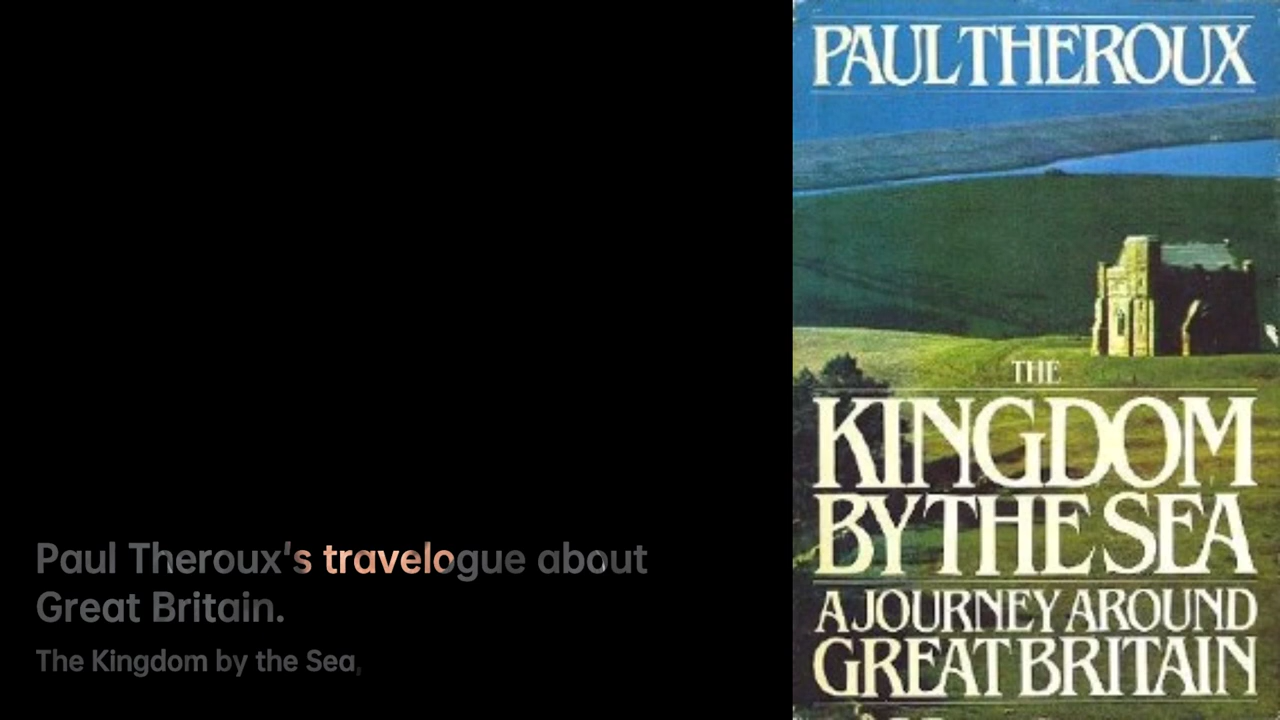 Paul Theroux's travelogue about
Great Britain.
The Kingdom by the Sea,
PAUL THEROUX
THE
KINGDOM
BY THE SEA
A JOURNEY AROUND
GREAT BRITAIN